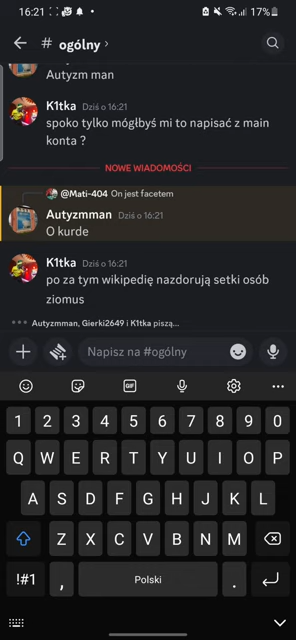 16:21
17%
# ogólny
Autyzm man
K1tka Dziś o 16:21
spoko tylko mógłbyś mi to napisać z main
konta ?
NOWE WIADOMOŚCI
@Mati-404 On jest facetem
Autyzmman Dziś o 16:21
O kurde
K1tka Dziś o 16:21
po za tym wikipedię nazdorują setki osób
ziomus
Autyzmman, Gierki2649 i K1tka piszą...
Napisz na #ogólny
GIF
1 2 3 4 5 6 7 8 9 0
Q W E R T Y U I O P
A S D F G H J K L
Z X C V B N M
!#1 , Polski .